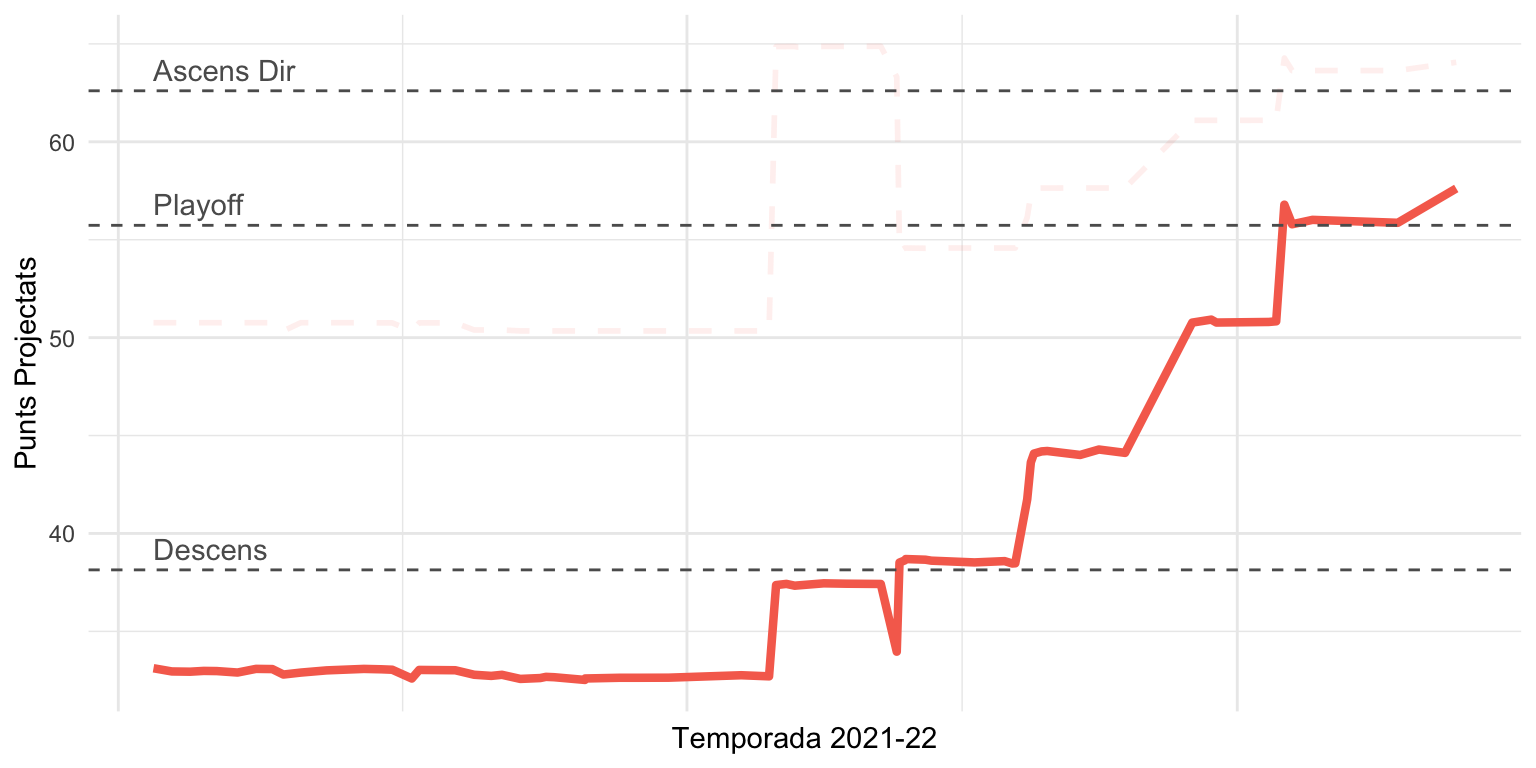 Ascens Dir
60
Playoff
50
Punts Projectats
40
Descens
Temporada 2021-22